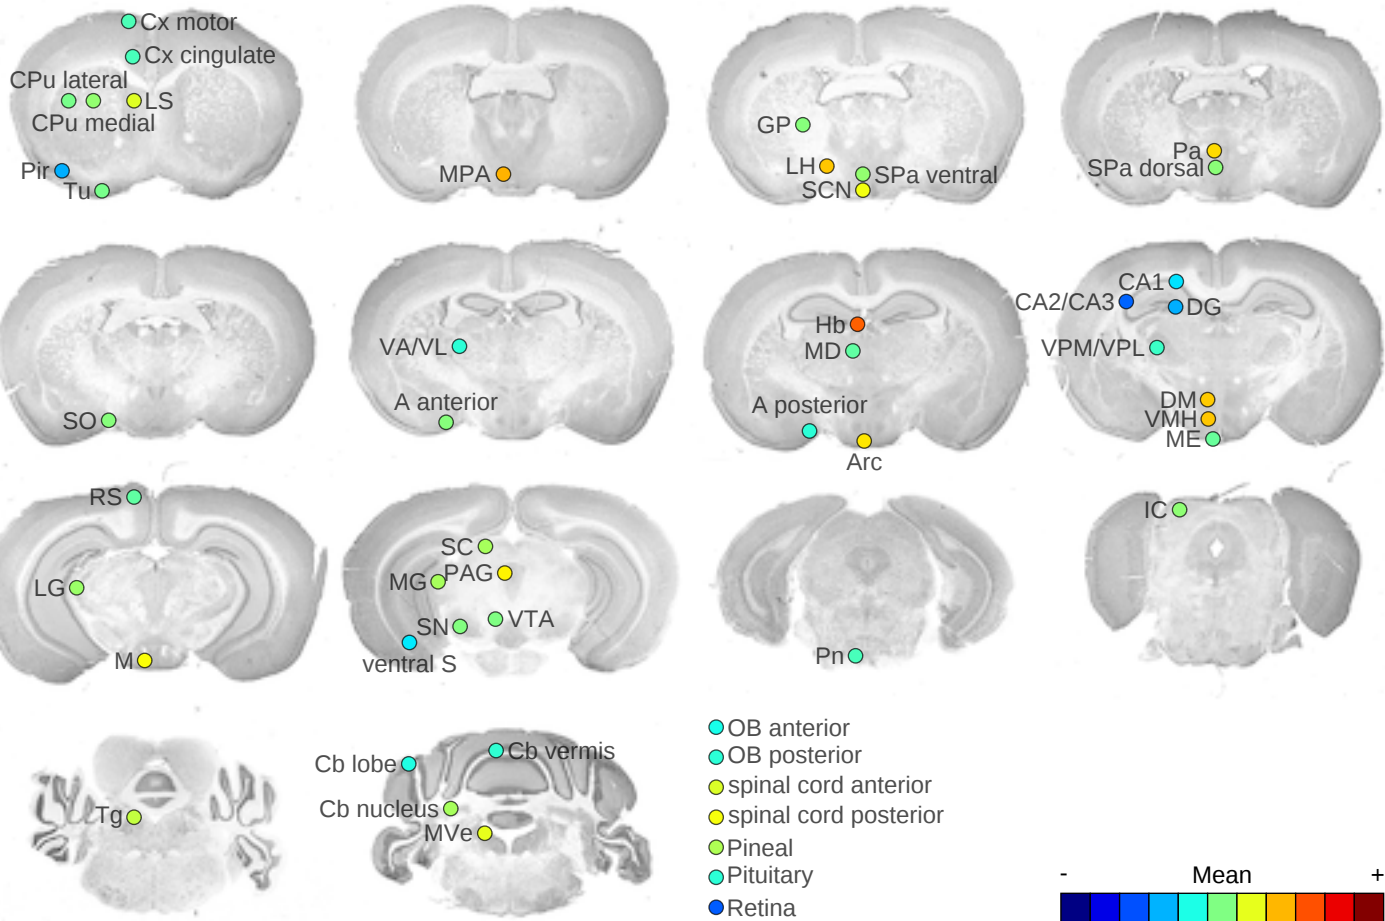 Cx motor
Cx cingulate
CPu lateral
LS
CPu medial
Pir
Tu
MPA
GP
LH
SPa ventral
SCN
Pa
SPa dorsal
SO
VA/VL
A anterior
Hb
MD
A posterior
Arc
CA1
CA2/CA3
DG
VPM/VPL
DM
VMH
ME
RS
LG
M
SC
MG
PAG
SN
VTA
ventral S
Pn
IC
Tg
Cb lobe
Cb vermis
Cb nucleus
MVe
OB anterior
OB posterior
spinal cord anterior
spinal cord posterior
Pineal
Pituitary
Retina
- Mean +